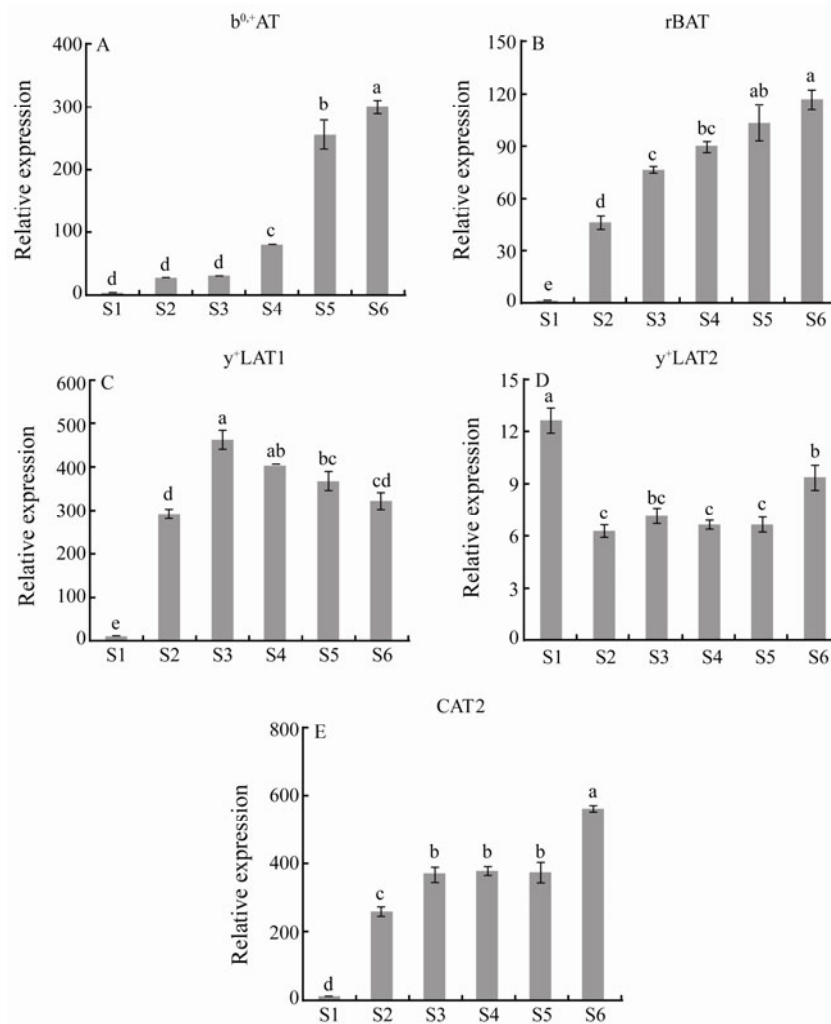 b⁰,⁺AT
A
400
300
200
100
0
Relative expression
d
d
d
c
b
a
S1 S2 S3 S4 S5 S6
rBAT
B
150
120
90
60
30
0
Relative expression
e
d
c
bc
ab
a
S1 S2 S3 S4 S5 S6
y⁺LAT1
C
600
500
400
300
200
100
0
Relative expression
e
d
a
ab
bc
cd
S1 S2 S3 S4 S5 S6
y⁺LAT2
D
15
12
9
6
3
0
Relative expression
a
c
bc
c
c
b
S1 S2 S3 S4 S5 S6
CAT2
E
800
600
400
200
0
Relative expression
d
c
b
b
b
a
S1 S2 S3 S4 S5 S6